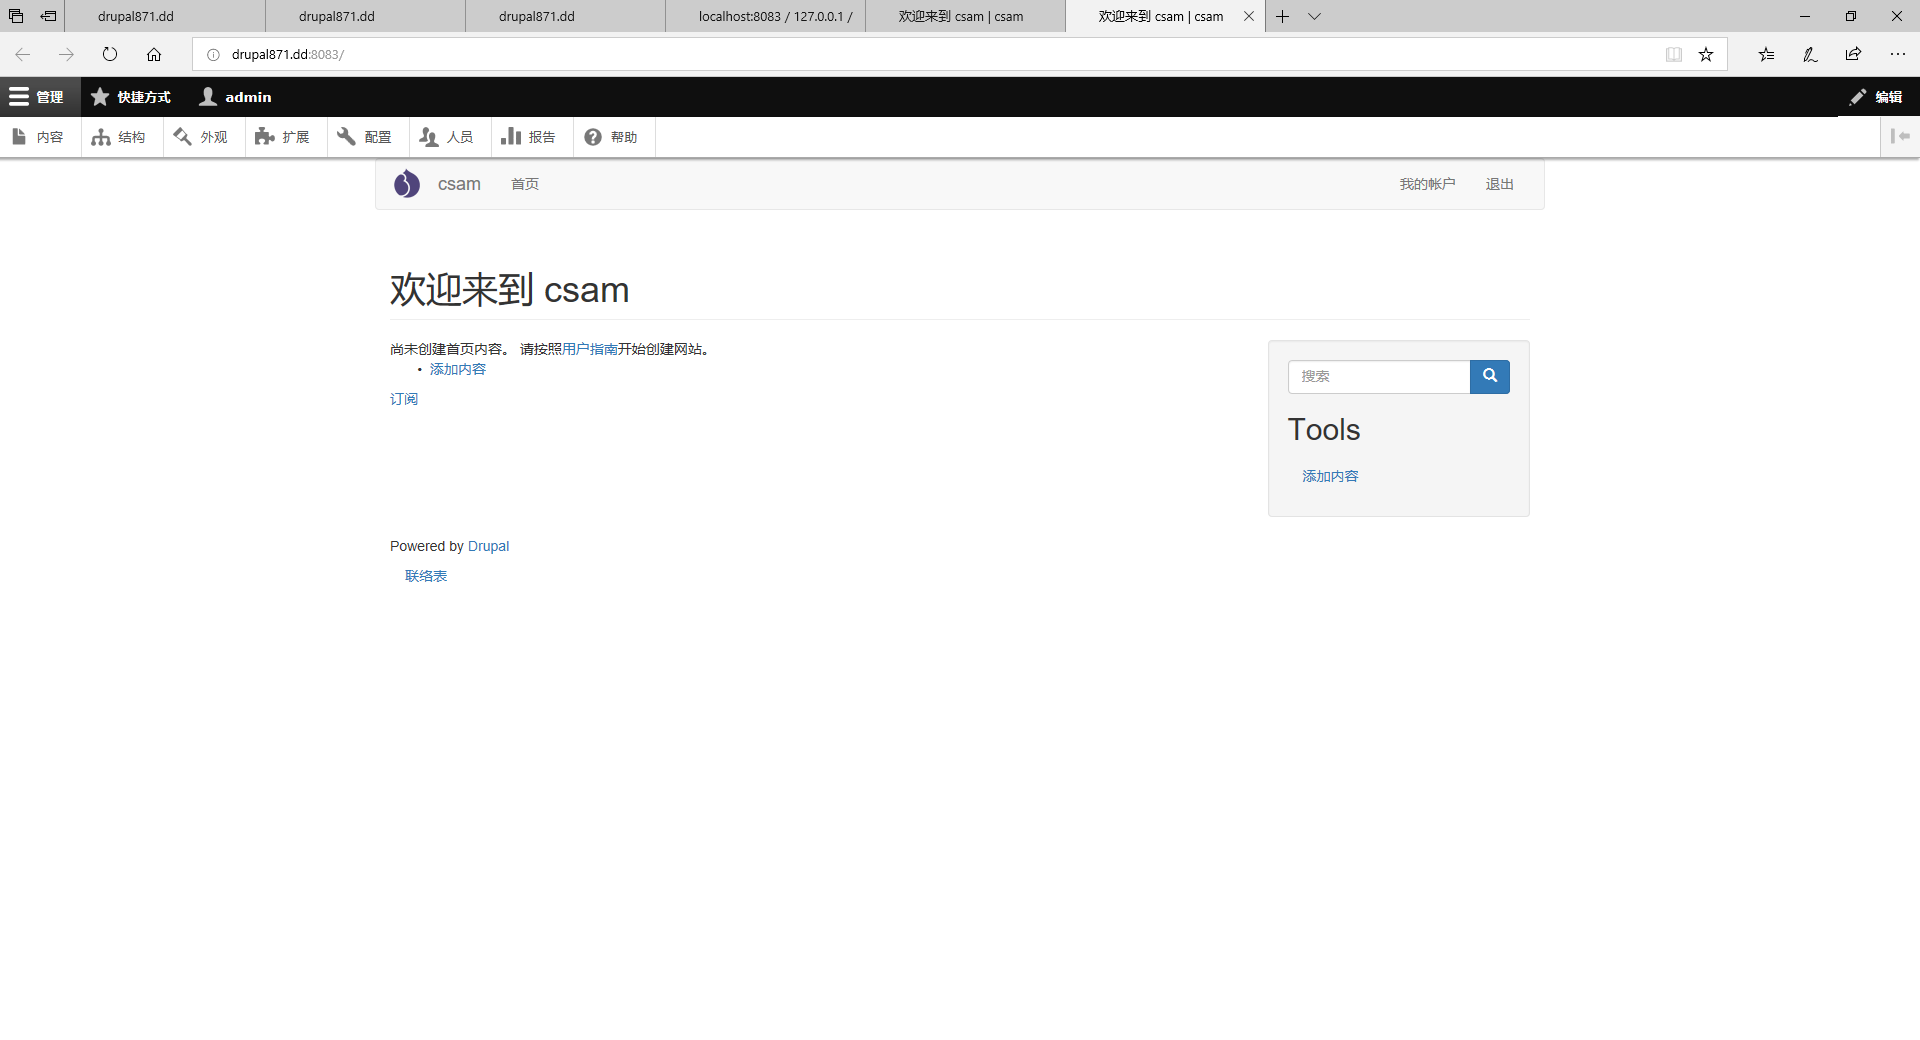 drupal871.dd drupal871.dd drupal871.dd localhost:8083 / 127.0.0.1 / 欢迎来到 csam | csam 欢迎来到 csam | csam
drupal871.dd:8083/
管理 快捷方式 admin 编辑
内容 结构 外观 扩展 配置 人员 报告 帮助
csam 首页 我的帐户 退出
欢迎来到 csam
尚未创建首页内容。 请按照用户指南开始创建网站。
• 添加内容
订阅
搜索
Tools
添加内容
Powered by Drupal
联络表